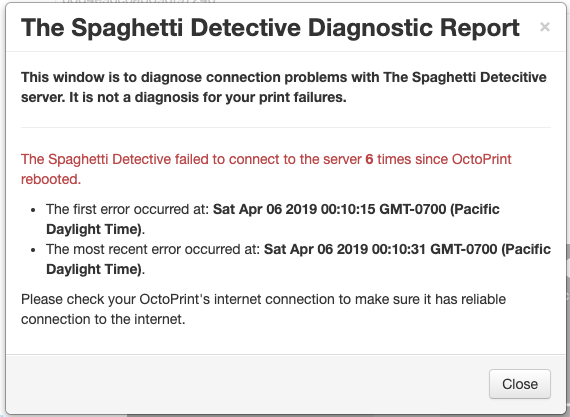 The Spaghetti Detective Diagnostic Report ×
This window is to diagnose connection problems with The Spaghetti Detecitive
server. It is not a diagnosis for your print failures.
The Spaghetti Detective failed to connect to the server 6 times since OctoPrint
rebooted.
• The first error occurred at: Sat Apr 06 2019 00:10:15 GMT-0700 (Pacific
Daylight Time).
• The most recent error occurred at: Sat Apr 06 2019 00:10:31 GMT-0700 (Pacific
Daylight Time).
Please check your OctoPrint's internet connection to make sure it has reliable
connection to the internet.
Close